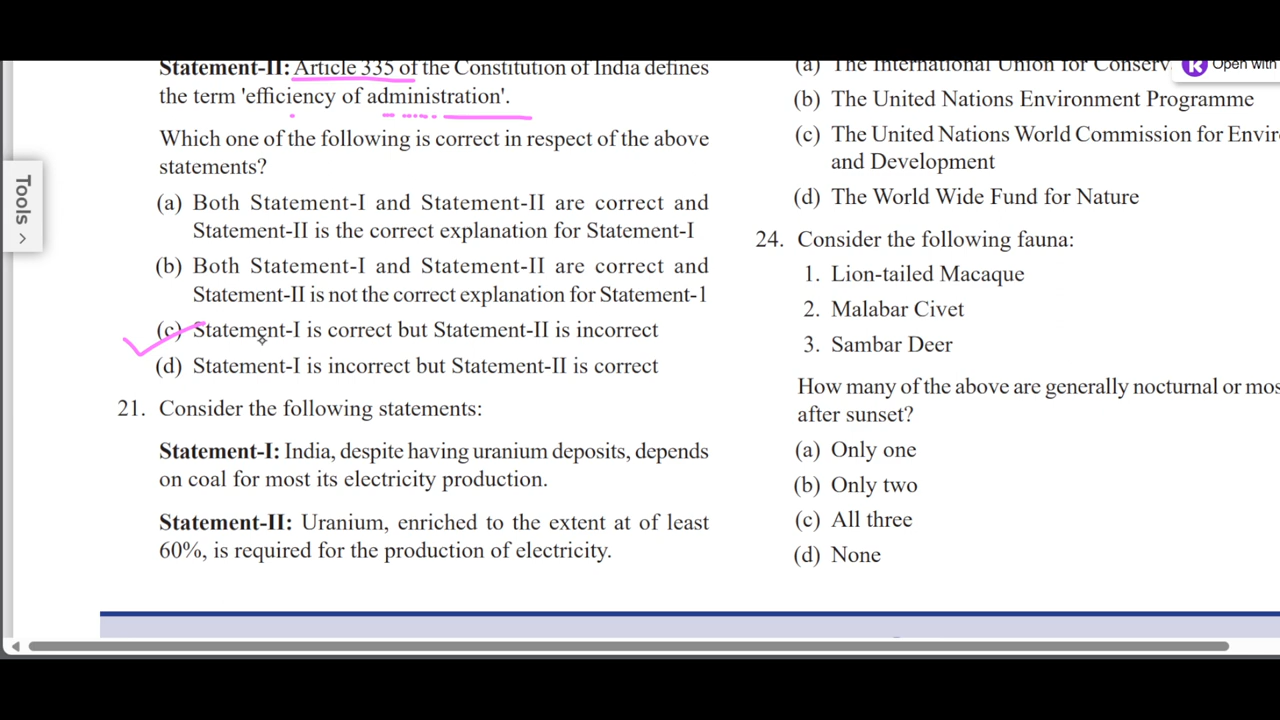 Tools
Statement-II: Article 335 of the Constitution of India defines
the term 'efficiency of administration'.
Which one of the following is correct in respect of the above
statements?
(a) Both Statement-I and Statement-II are correct and
Statement-II is the correct explanation for Statement-I
(b) Both Statement-I and Statement-II are correct and
Statement-II is not the correct explanation for Statement-1
(c) Statement-I is correct but Statement-II is incorrect
(d) Statement-I is incorrect but Statement-II is correct
21. Consider the following statements:
Statement-I: India, despite having uranium deposits, depends
on coal for most its electricity production.
Statement-II: Uranium, enriched to the extent at of least
60%, is required for the production of electricity.
(a) The International Union for Conserv
K Open with
(b) The United Nations Environment Programme
(c) The United Nations World Commission for Enviro
and Development
(d) The World Wide Fund for Nature
24. Consider the following fauna:
1. Lion-tailed Macaque
2. Malabar Civet
3. Sambar Deer
How many of the above are generally nocturnal or mos
after sunset?
(a) Only one
(b) Only two
(c) All three
(d) None